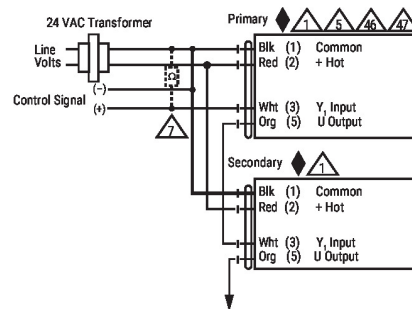 24 VAC Transformer
Primary 1 5 46 47
Line
Volts
Blk (1) Common
Red (2) + Hot
Ω
Control Signal
(–)
(+)
Wht (3) Y₁ Input
Org (5) U Output
7
Secondary 1
Blk (1) Common
Red (2) + Hot
Wht (3) Y₁ Input
Org (5) U Output